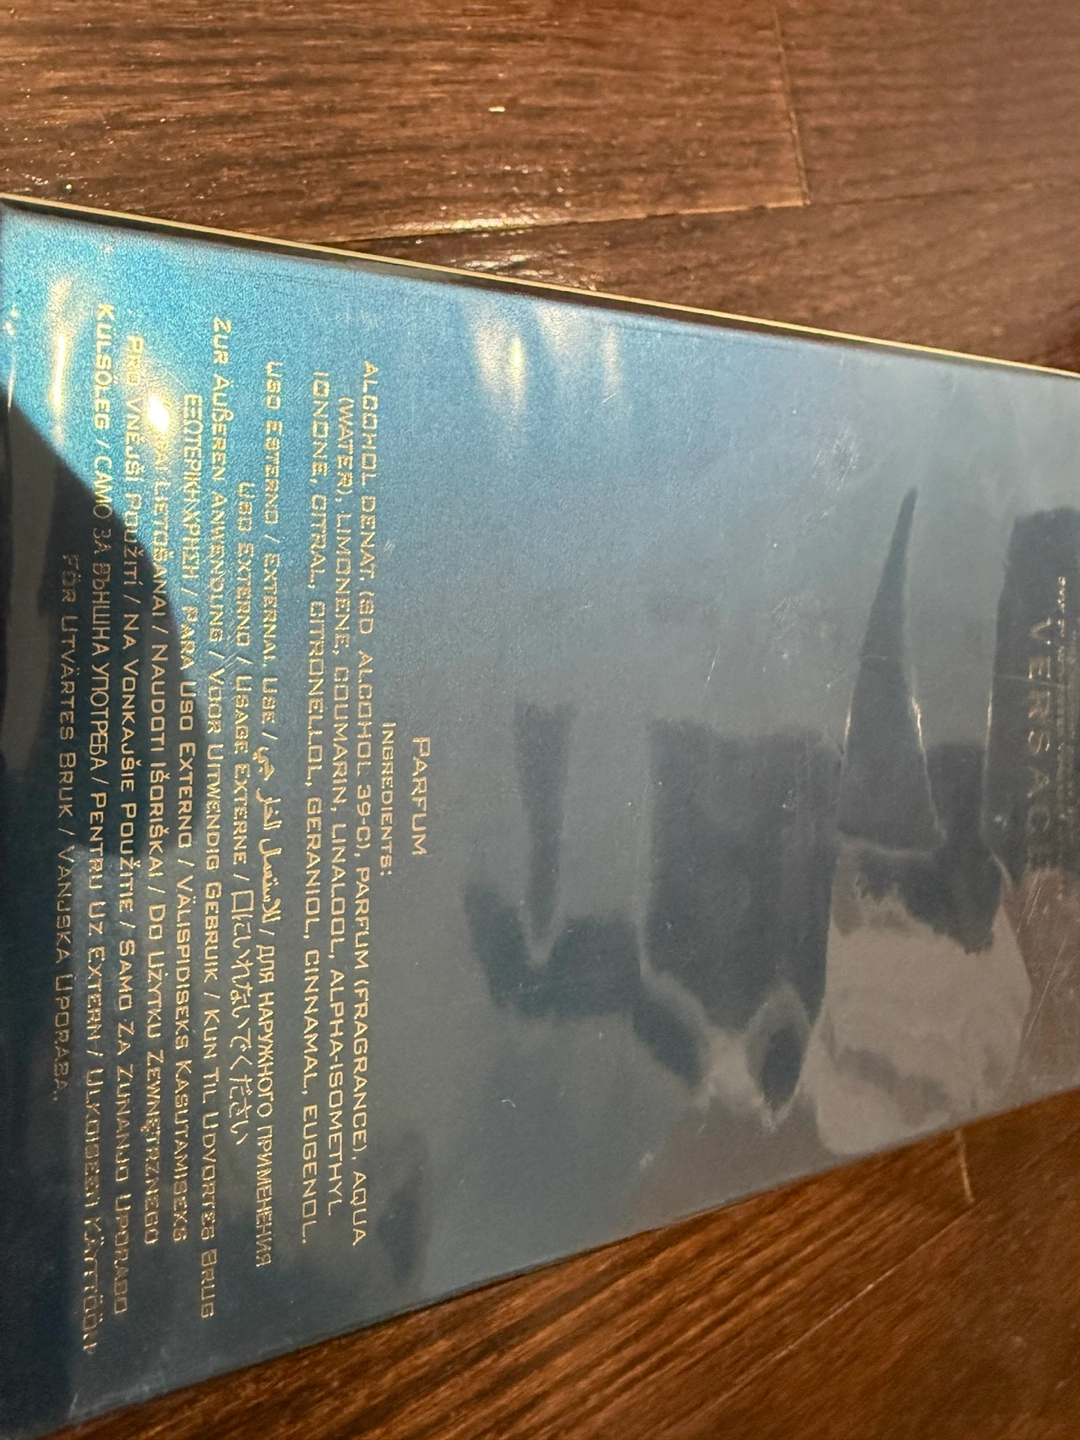 VERSACE
PARFUM
INGREDIENTS:
ALCOHOL DENAT. (SD ALCOHOL 39-C), PARFUM (FRAGRANCE), AQUA
(WATER), LIMONENE, COUMARIN, LINALOOL, ALPHA-ISOMETHYL
IONONE, CITRAL, CITRONELLOL, GERANIOL, CINNAMAL, EUGENOL.
USO ESTERNO / EXTERNAL USE / للاستعمال الخارجي / ДЛЯ НАРУЖНОГО ПРИМЕНЕНИЯ
USO EXTERNO / USAGE EXTERNE / 口にいれないでください
ZUR ÄUßEREN ANWENDUNG / VOOR UITWENDIG GEBRUIK / KUN TIL UDVORTES BRUG
ΕΞΩΤΕΡΙΚΗ ΧΡΗΣΗ / PARA USO EXTERNO / VÄLISPIDISEKS KASUTAMISEKS
LIETOŠANAI / NAUDOTI IŠORIŠKAI / DO UŻYTKU ZEWNĘTRZNEGO
PRO VNĚJŠÍ POUŽITÍ / NA VONKAJŠIE POUŽITIE / SAMO ZA ZUNANJO UPORABO
KÜLSŐLEG / САМО ЗА ВЪНШНА УПОТРЕБА / PENTRU UZ EXTERN / ULKOISEEN KÄYTTÖÖN
FÖR UTVÄRTES BRUK / VANJSKA UPORABA.